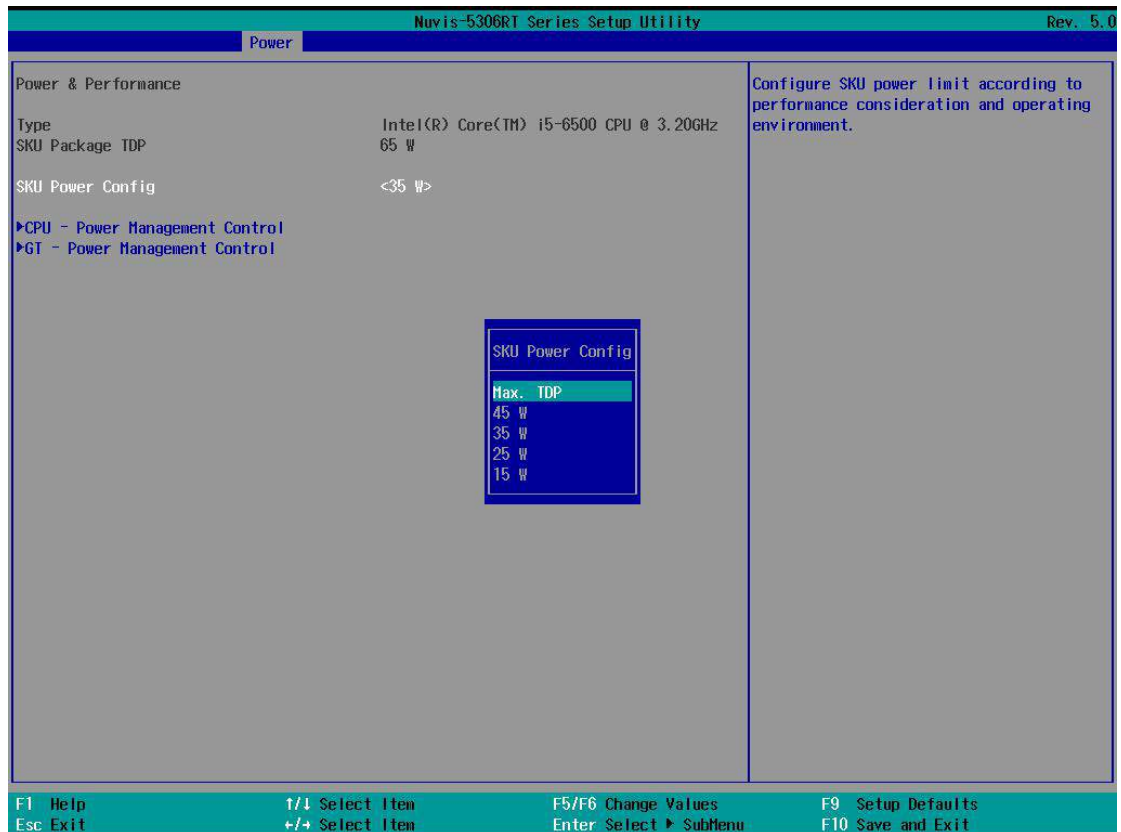 Nuvis-5306RT Series Setup Utility Rev. 5.0
Power
Power & Performance
Type Intel(R) Core(TM) i5-6500 CPU @ 3.20GHz
SKU Package TDP 65 W
SKU Power Config <35 W>
▶CPU - Power Management Control
▶GT - Power Management Control
Configure SKU power limit according to
performance consideration and operating
environment.
SKU Power Config
Max. TDP
45 W
35 W
25 W
15 W
F1 Help ↑/↓ Select Item F5/F6 Change Values F9 Setup Defaults
Esc Exit ←/→ Select Item Enter Select ▶ SubMenu F10 Save and Exit